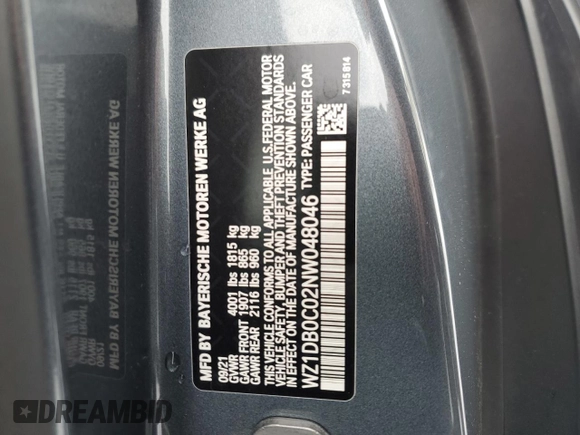 MFD BY BAYERISCHE MOTOREN WERKE AG
09/21
GVWR 4001 lbs 1815 kg
GAWR FRONT 1907 lbs 865 kg
GAWR REAR 2116 lbs 960 kg
THIS VEHICLE CONFORMS TO ALL APPLICABLE U.S.FEDERAL MOTOR
VEHICLE SAFETY, BUMPER, AND THEFT PREVENTION STANDARDS
IN EFFECT ON THE DATE OF MANUFACTURE SHOWN ABOVE.
WZ1DB0C02NW048046 TYPE: PASSENGER CAR
7315814
DREAMBID